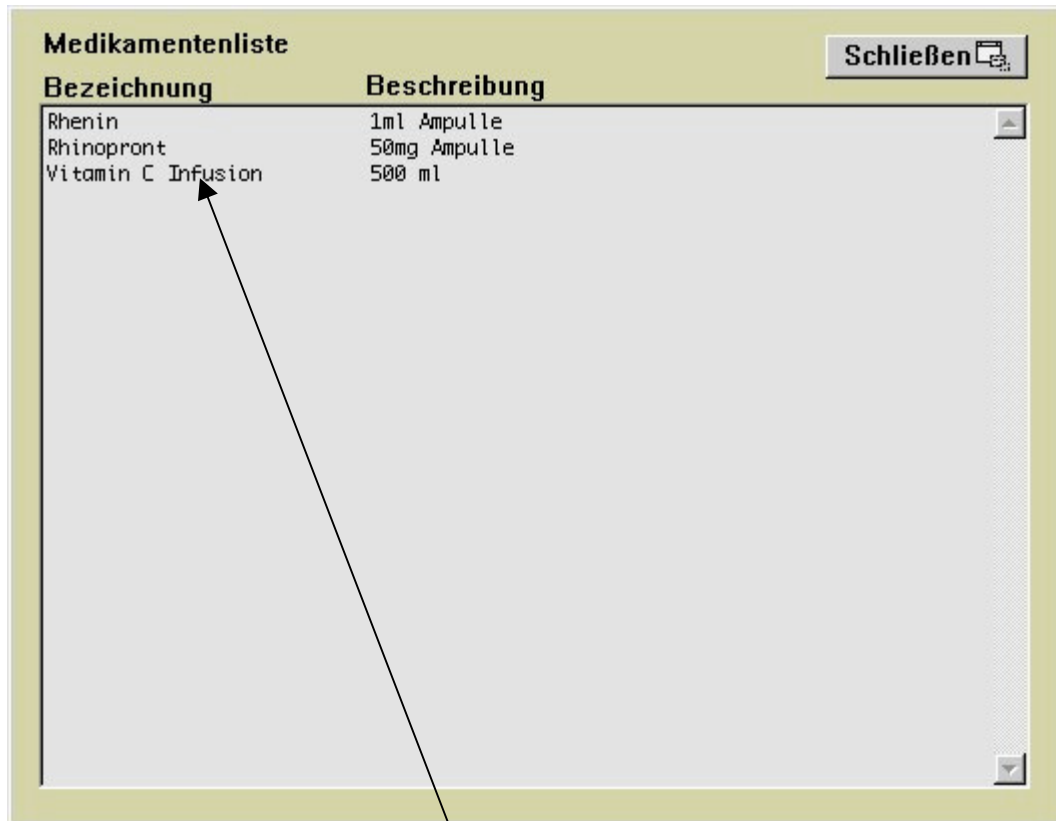 Medikamentenliste
Schließen
Bezeichnung Beschreibung
Rhenin 1ml Ampulle
Rhinopront 50mg Ampulle
Vitamin C Infusion 500 ml